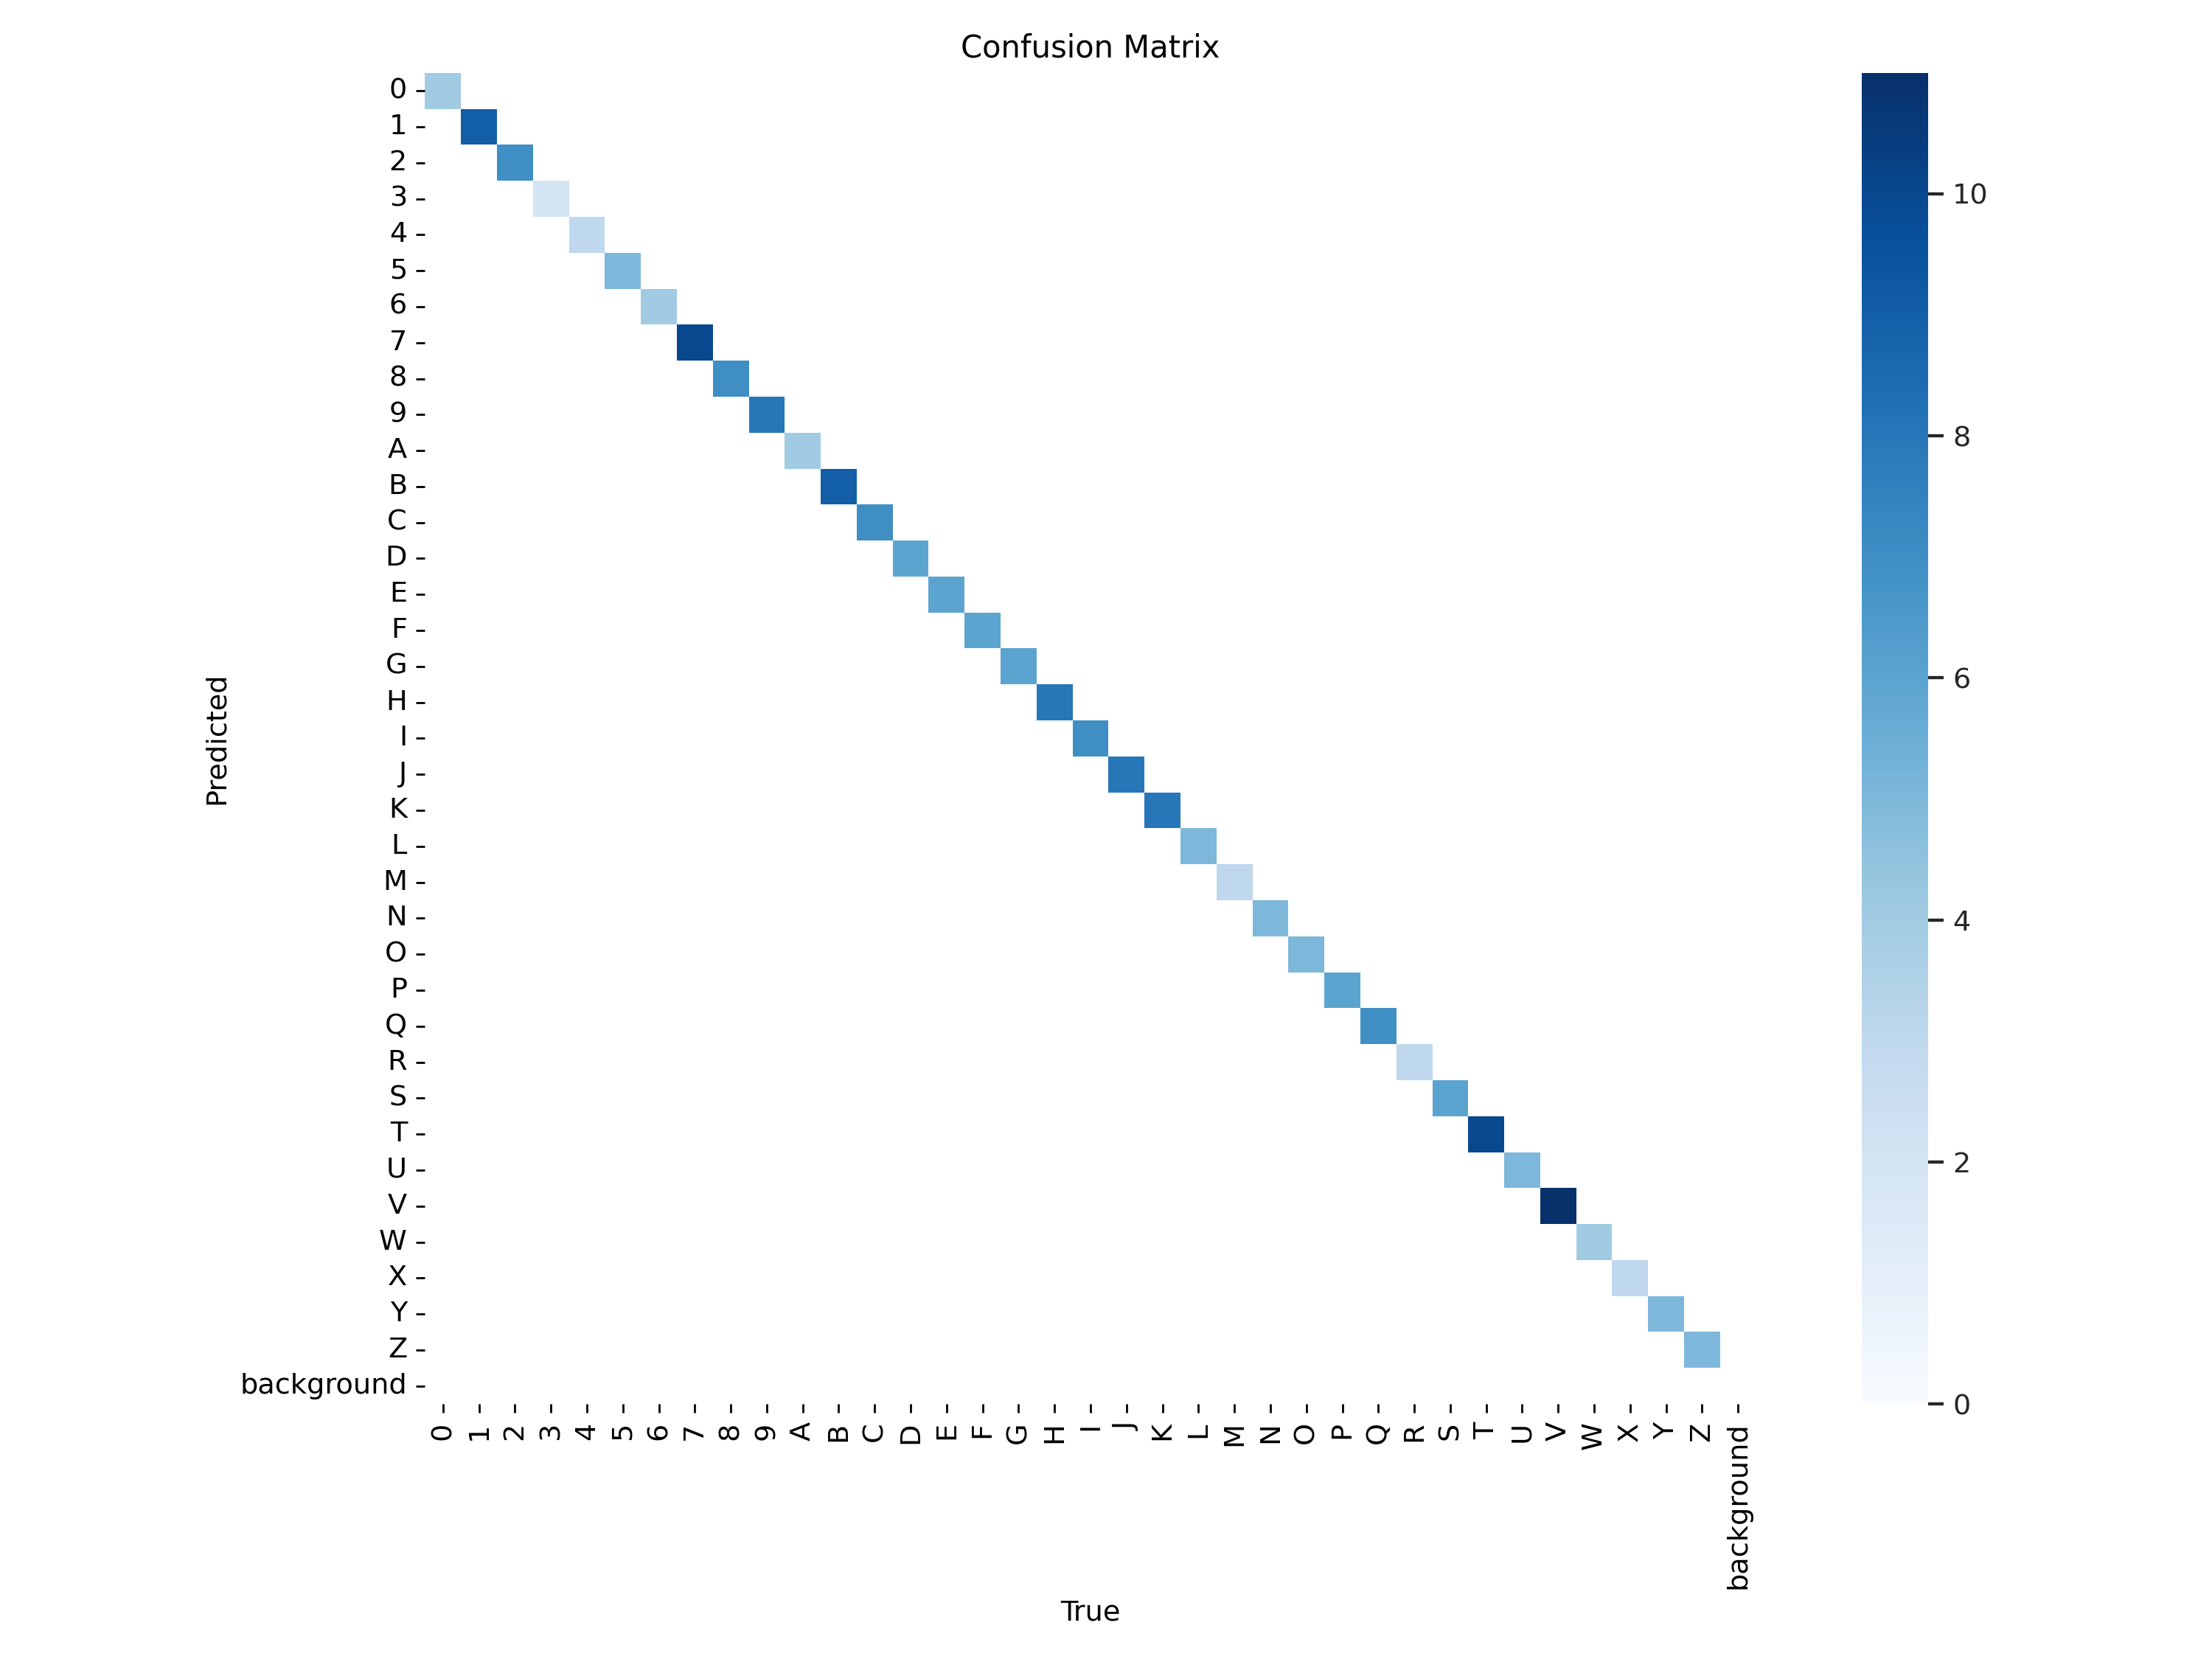 Confusion Matrix
0
1
2
3
4
5
6
7
8
9
A
B
C
D
E
F
G
H
I
J
K
L
M
N
O
P
Q
R
S
T
U
V
W
X
Y
Z
background
Predicted
0 1 2 3 4 5 6 7 8 9 A B C D E F G H I J K L M N O P Q R S T U V W X Y Z background
True
10
8
6
4
2
0